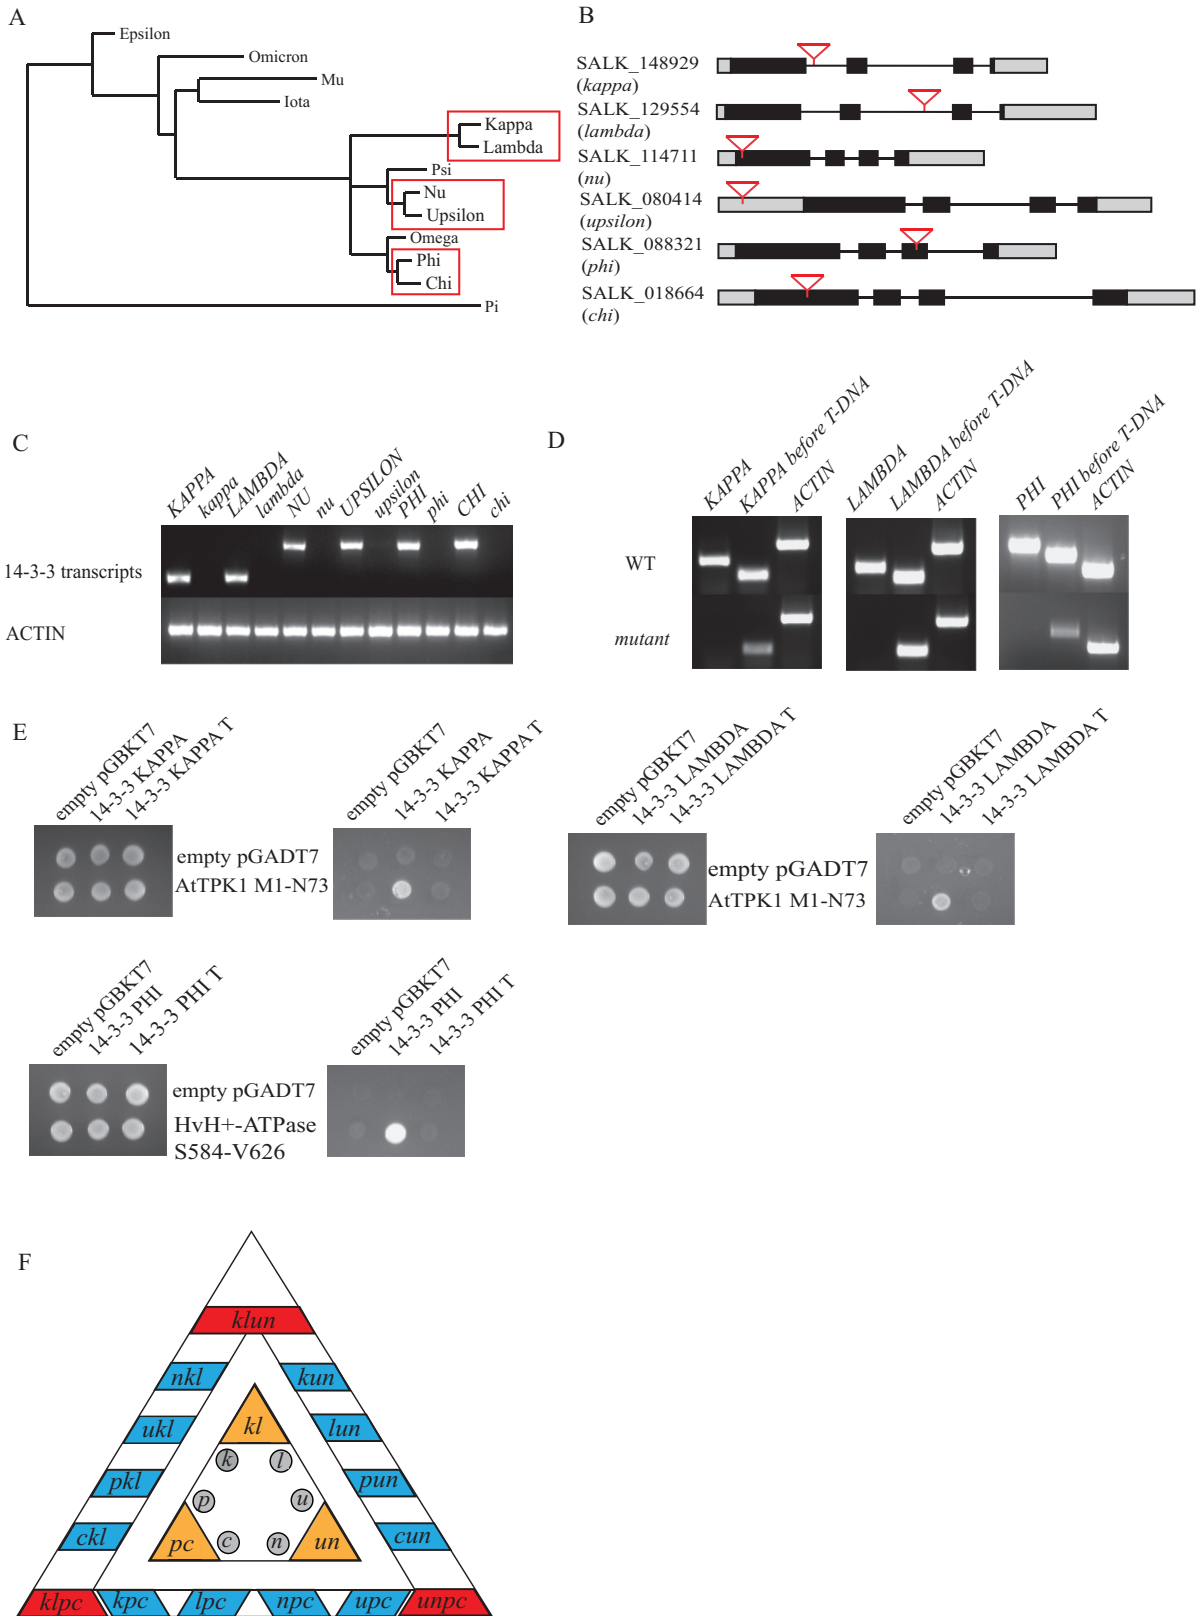 A
Epsilon
Omicron
Mu
Iota
Kappa
Lambda
Psi
Nu
Upsilon
Omega
Phi
Chi
Pi
B
SALK_148929
(kappa)
SALK_129554
(lambda)
SALK_114711
(nu)
SALK_080414
(upsilon)
SALK_088321
(phi)
SALK_018664
(chi)
C
KAPPA
kappa
LAMBDA
lambda
NU
nu
UPSILON
upsilon
PHI
phi
CHI
chi
14-3-3 transcripts
ACTIN
D
KAPPA
KAPPA before T-DNA
ACTIN
LAMBDA
LAMBDA before T-DNA
ACTIN
PHI
PHI before T-DNA
ACTIN
WT
mutant
E
empty pGBKT7
14-3-3 KAPPA
14-3-3 KAPPA T
empty pGADT7
AtTPK1 M1-N73
empty pGBKT7
14-3-3 KAPPA
14-3-3 KAPPA T
empty pGBKT7
14-3-3 LAMBDA
14-3-3 LAMBDA T
empty pGADT7
AtTPK1 M1-N73
empty pGBKT7
14-3-3 LAMBDA
14-3-3 LAMBDA T
empty pGBKT7
14-3-3 PHI
14-3-3 PHI T
empty pGADT7
HvH+-ATPase
S584-V626
empty pGBKT7
14-3-3 PHI
14-3-3 PHI T
F
klun
nkl kun
ukl kl lun
k l
pkl pun
p u
ckl pc c n un cun
klpc kpc lpc npc upc unpc